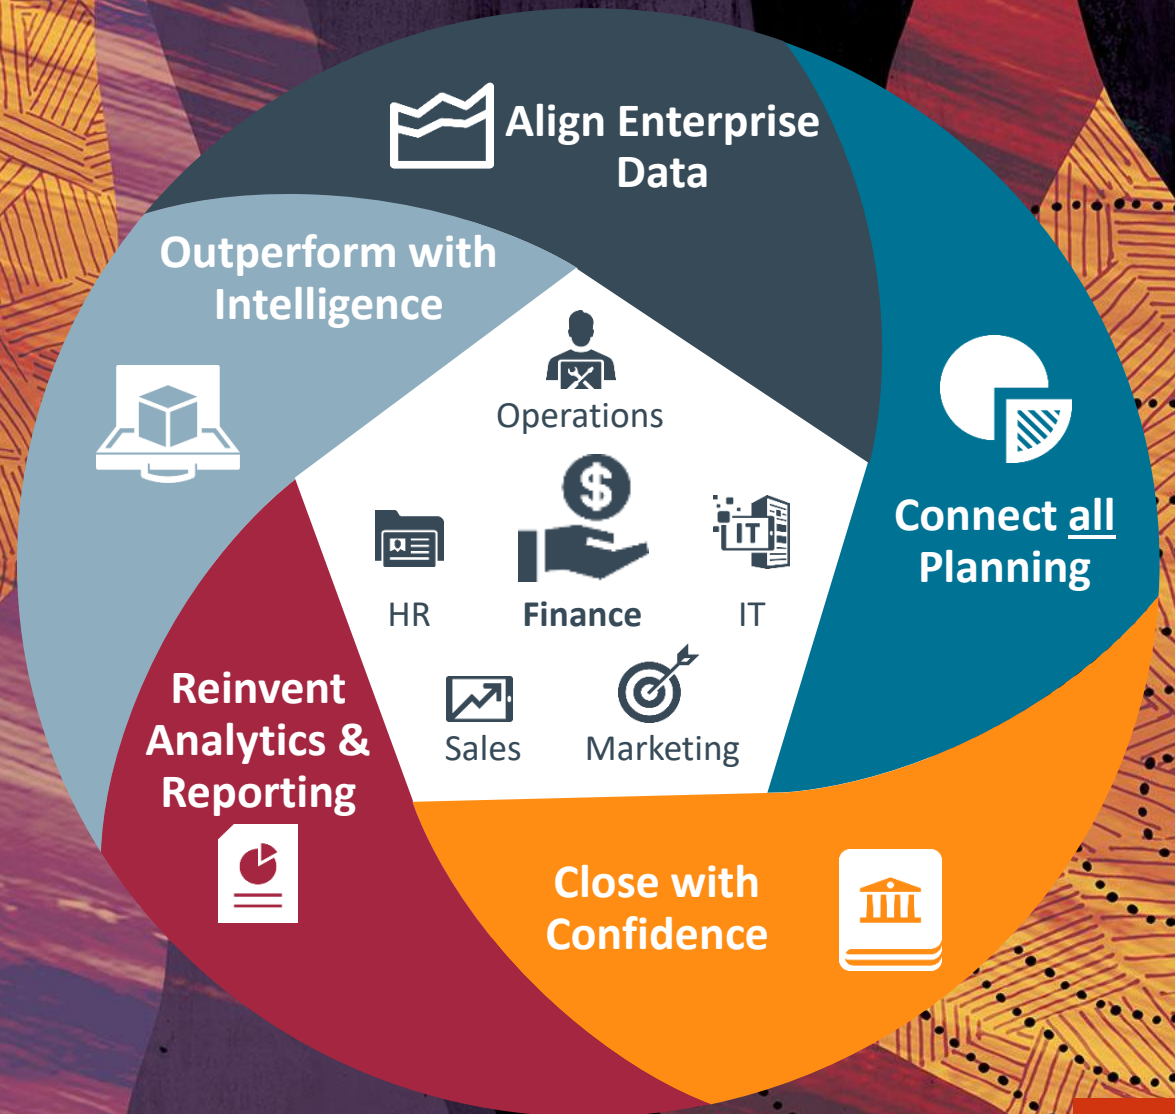 Align Enterprise
Data
Outperform with
Intelligence
Operations
Connect all
Planning
IT
HR
Finance
IT
Reinvent
Analytics &
Reporting
Sales
Marketing
Close with
Confidence